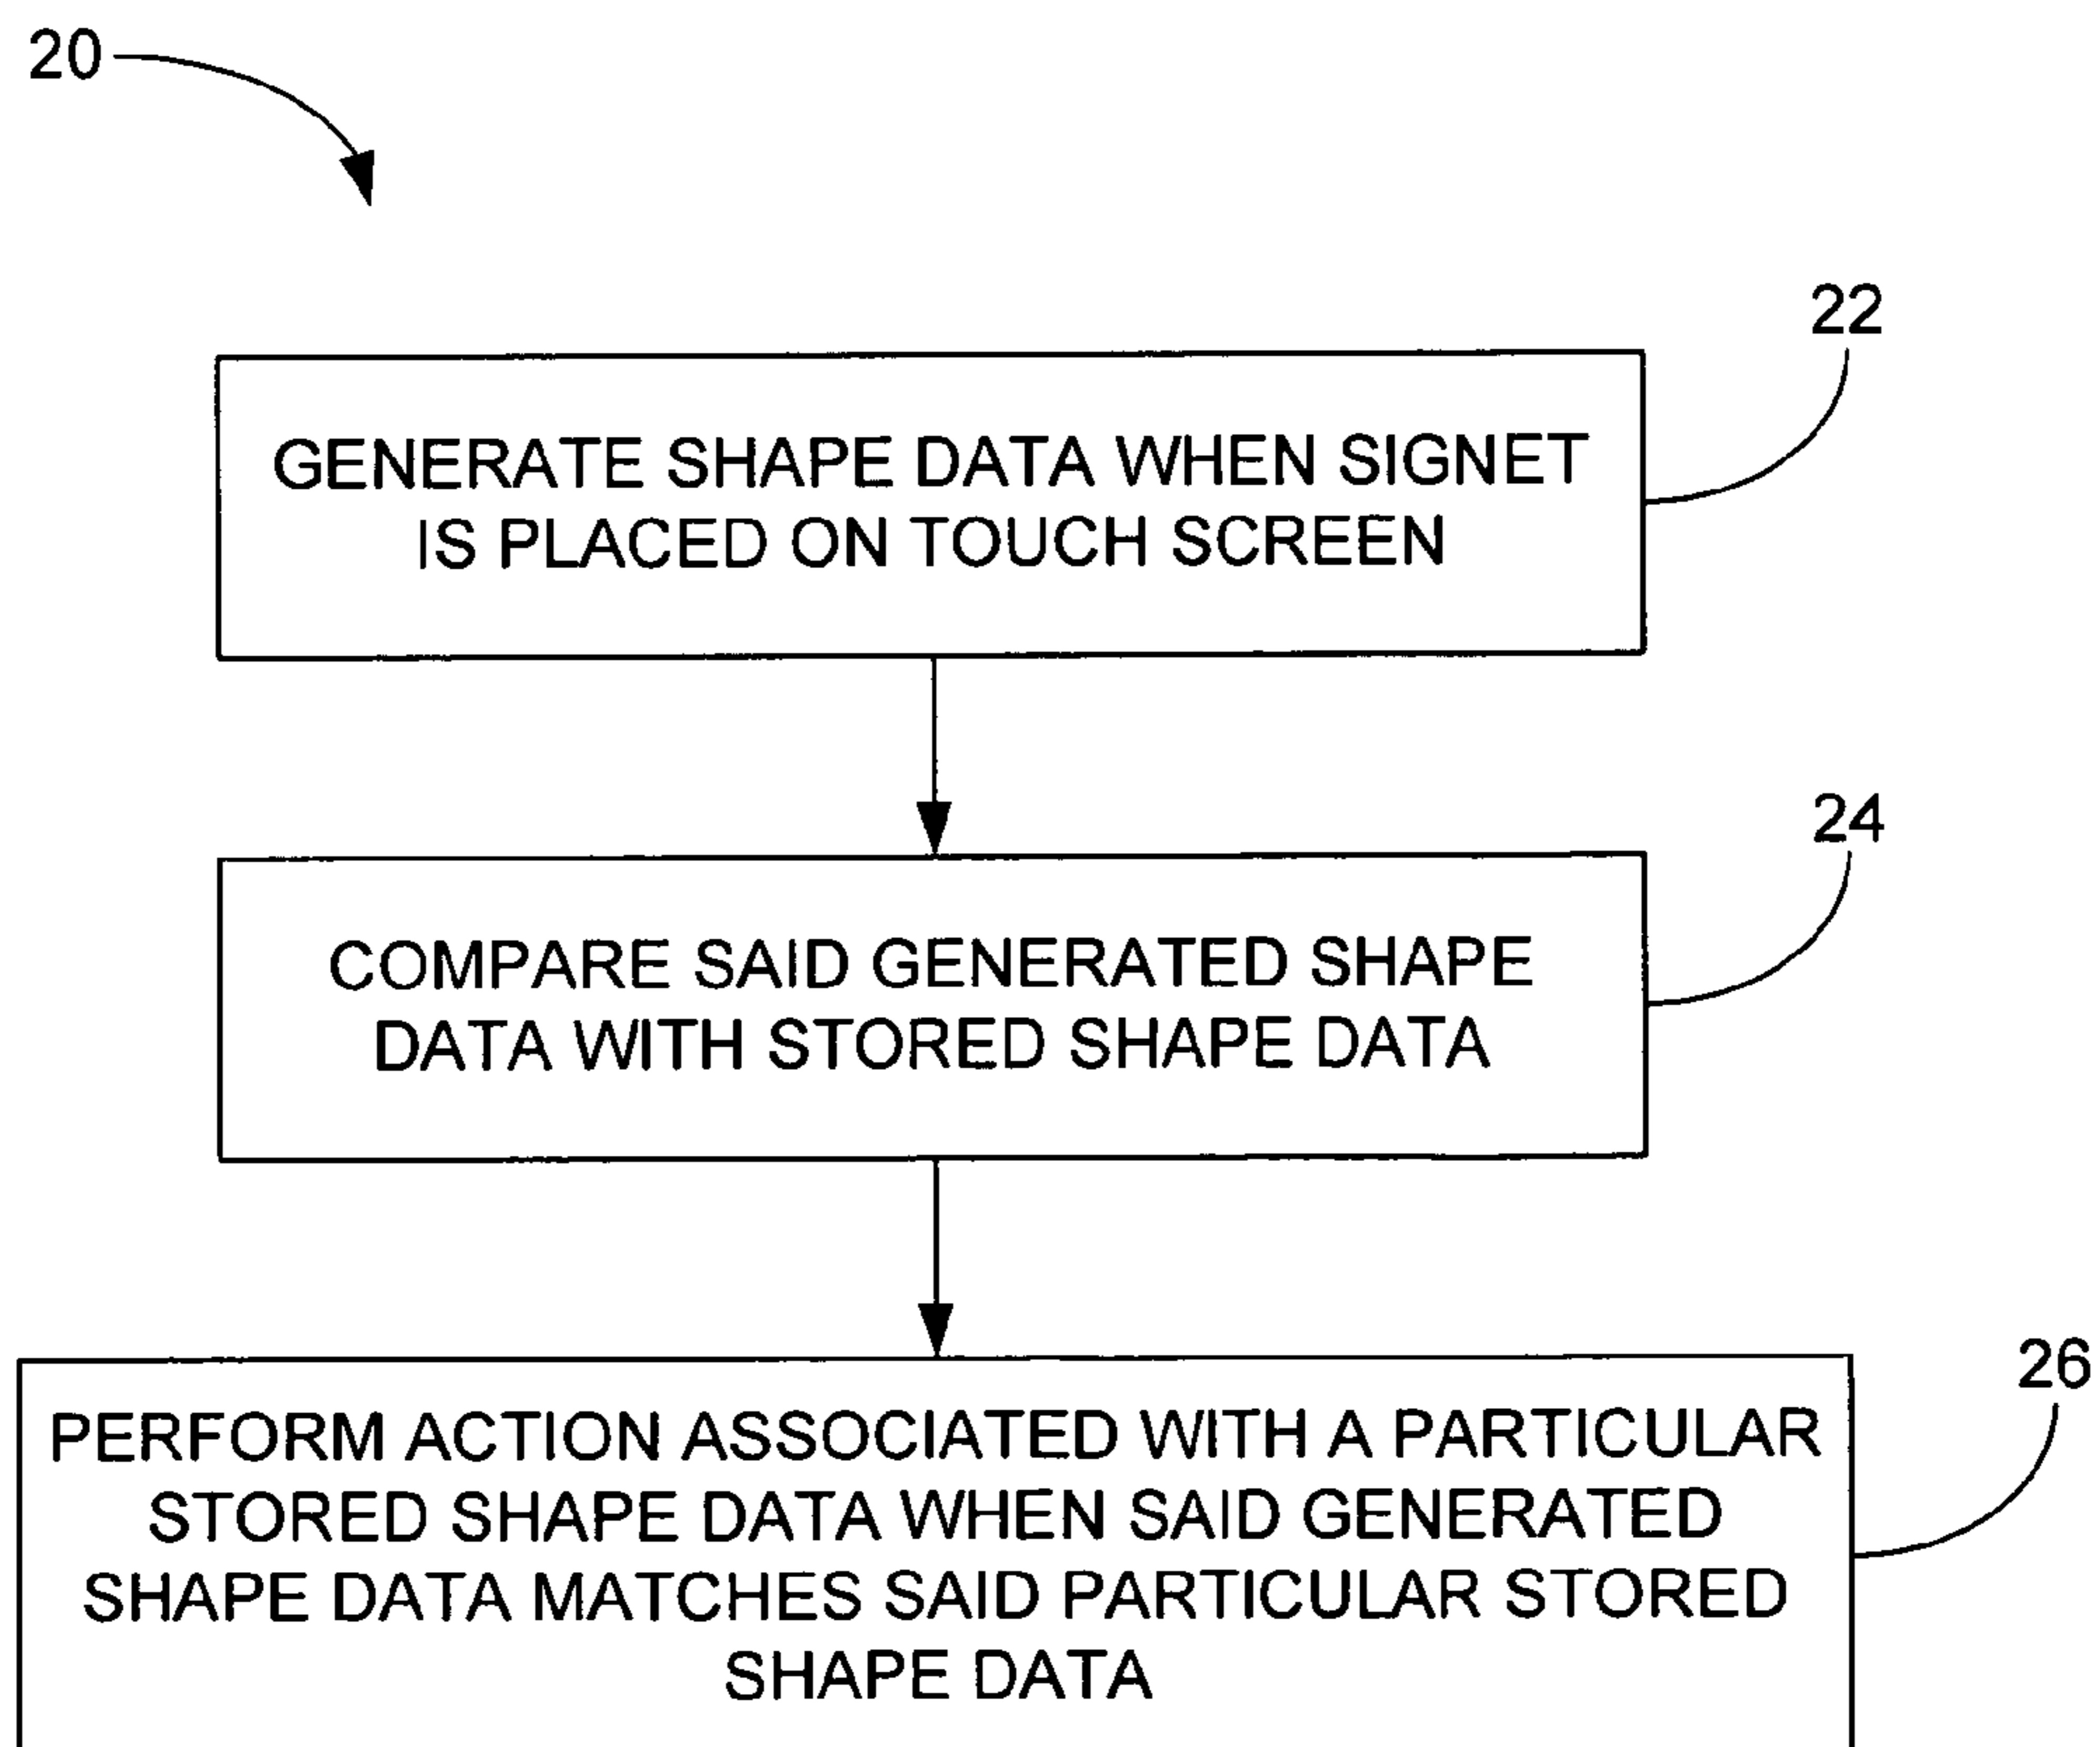 20
22
GENERATE SHAPE DATA WHEN SIGNET
IS PLACED ON TOUCH SCREEN
24
COMPARE SAID GENERATED SHAPE
DATA WITH STORED SHAPE DATA
26
PERFORM ACTION ASSOCIATED WITH A PARTICULAR
STORED SHAPE DATA WHEN SAID GENERATED
SHAPE DATA MATCHES SAID PARTICULAR STORED
SHAPE DATA